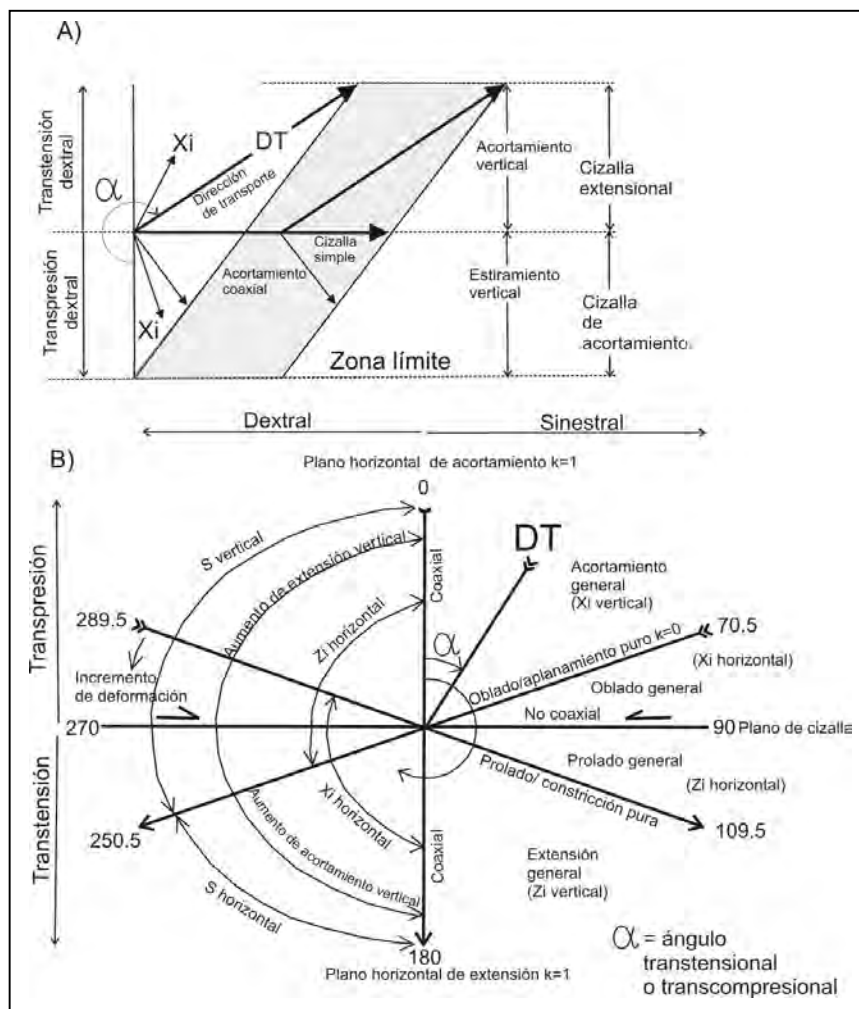 A)
Transtensión
dextral
Transpresión
dextral
α
Xi
DT
Dirección
de transporte
Xi
Acortamiento
coaxial
Cizalla
simple
Zona límite
Acortamiento
vertical
Estiramiento
vertical
Cizalla
extensional
Cizalla
de
acortamiento
Dextral
Sinestral
B)
Plano horizontal de acortamiento k=1
0
Transpresión
Transtensión
S vertical
Aumento de extensión vertical
Zi horizontal
Coaxial
DT
α
Acortamiento
general
(Xi vertical)
289.5
70.5
Oblado/aplanamiento puro k=0
(Xi horizontal)
Oblado general
Incremento
de deformación
No coaxial
270
90 Plano de cizalla
Prolado general
(Zi horizontal)
Prolado/ constricción pura
Xi horizontal
250.5
109.5
Aumento de acortamiento vertical
Coaxial
S horizontal
Extensión
general
(Zi vertical)
180
Plano horizontal de extensión k=1
α = ángulo
transtensional
o transcompresional